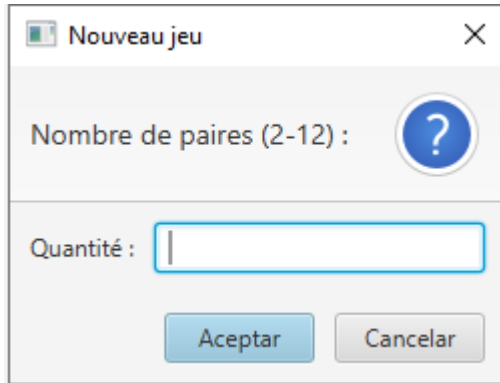 Nouveau jeu
Nombre de paires (2-12) :
?
Quantité :
Aceptar Cancelar